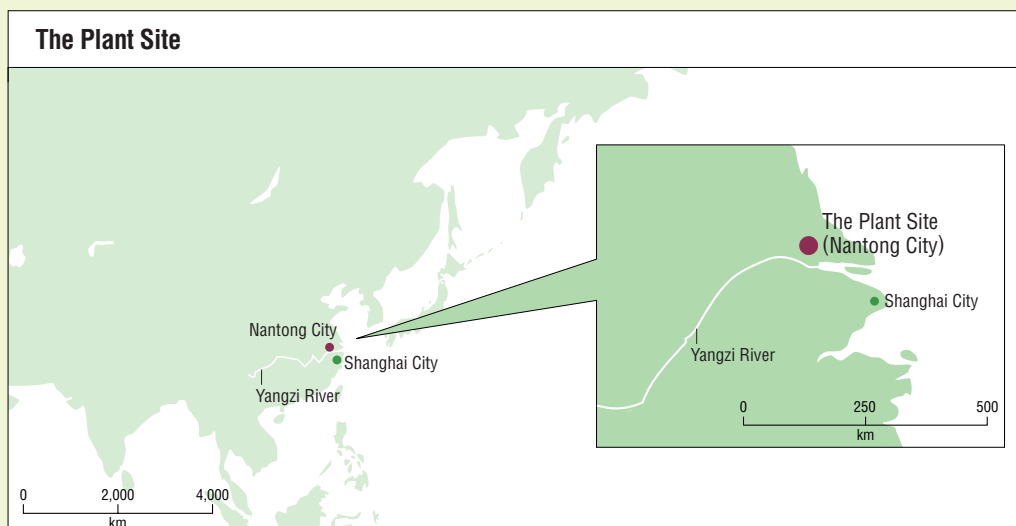 The Plant Site
The Plant Site
(Nantong City)
Shanghai City
Yangzi River
0 250 500
km
Nantong City
Shanghai City
Yangzi River
0 2,000 4,000
km